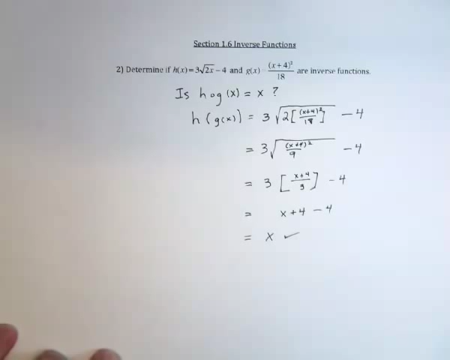 Section 1.6 Inverse Functions
2) Determine if h(x)=3√2x−4 and g(x) (x+4)²/18 are inverse functions.
Is h o g (x) = x ?
h (g(x)) = 3 √2[(x+4)²/18] − 4
= 3 √(x+4)²/9 − 4
= 3 [x+4/3] − 4
= x+4 − 4
= x ✓